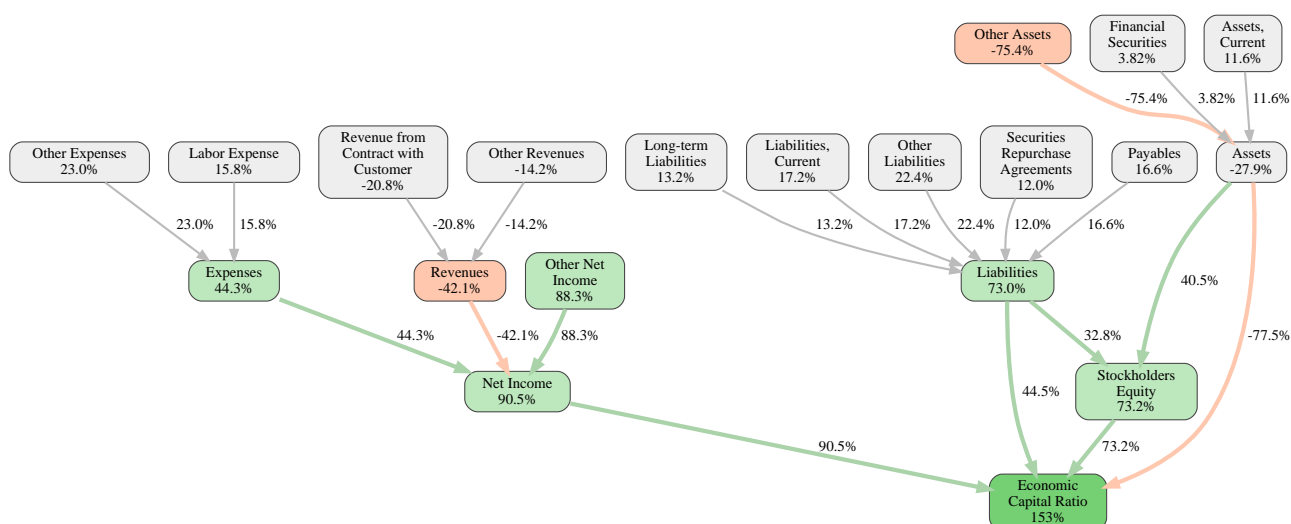 Other Assets
-75.4%
Financial
Securities
3.82%
Assets,
Current
11.6%
-75.4%
3.82%
11.6%
Other Expenses
23.0%
Labor Expense
15.8%
Revenue from
Contract with
Customer
-20.8%
Other Revenues
-14.2%
Long-term
Liabilities
13.2%
Liabilities,
Current
17.2%
Other
Liabilities
22.4%
Securities
Repurchase
Agreements
12.0%
Payables
16.6%
Assets
-27.9%
23.0%
15.8%
-20.8%
-14.2%
13.2%
17.2%
22.4%
12.0%
16.6%
Expenses
44.3%
Revenues
-42.1%
Other Net
Income
88.3%
Liabilities
73.0%
40.5%
44.3%
-42.1%
88.3%
32.8%
-77.5%
Net Income
90.5%
Stockholders
Equity
73.2%
44.5%
90.5%
73.2%
Economic
Capital Ratio
153%